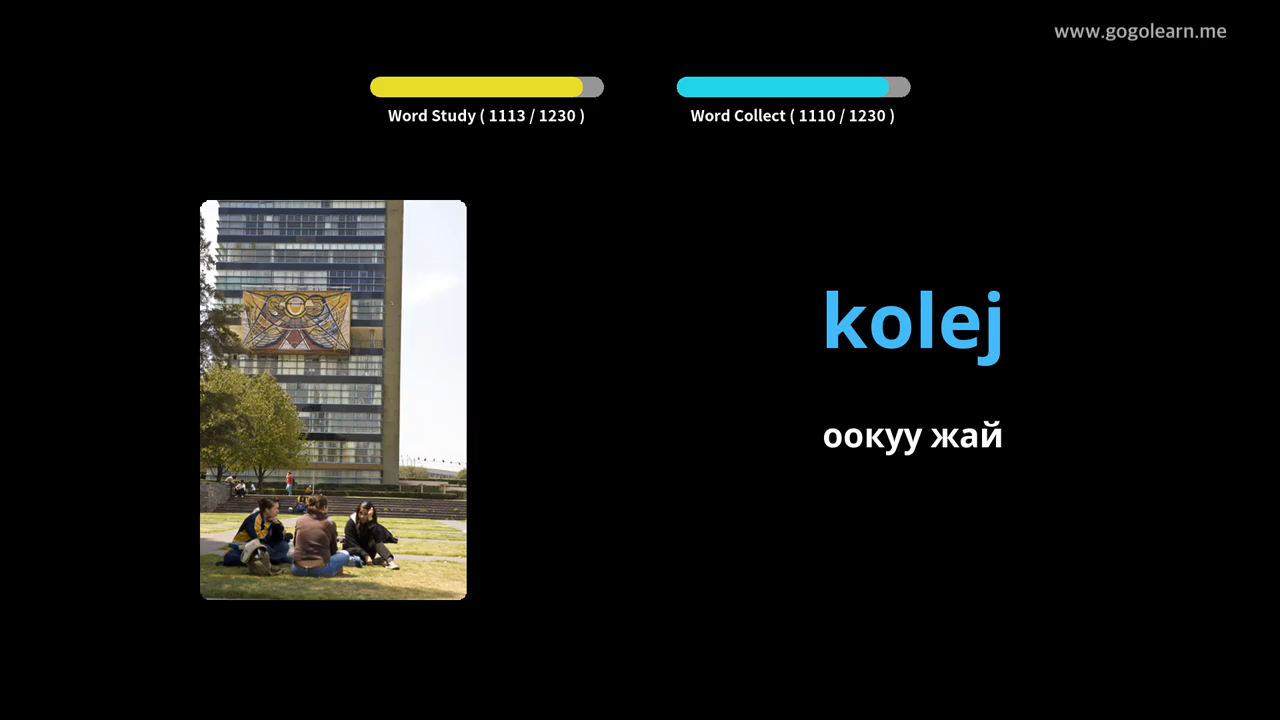 www.gogolearn.me
Word Study ( 1113 / 1230 )
Word Collect ( 1110 / 1230 )
kolej
оокуу жай